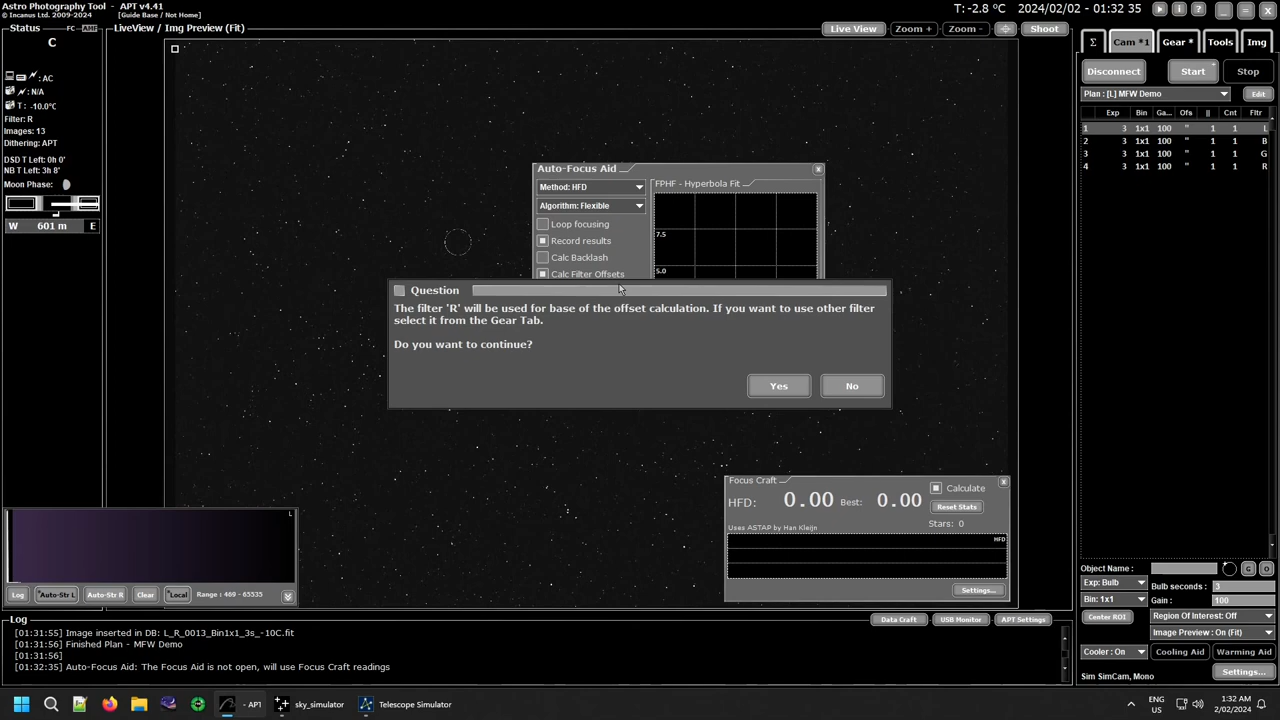 Astro Photography Tool - APT v4.41
© Incanus Ltd. 2009-2024
[Guide Base / Not Home]
T: -2.8 ºC 2024/02/02 - 01:32 35
Status FC AHF
C
: AC
: N/A
T : -10.0°C
Filter: R
Images: 13
Dithering: APT
DSD T Left: 0h 0'
NB T Left: 3h 8'
Moon Phase:
W 601 m E
LiveView / Img Preview (Fit)
Live View Zoom + Zoom - Shoot
Auto-Focus Aid
Method: HFD
Algorithm: Flexible
Loop focusing
Record results
Calc Backlash
Calc Filter Offsets
FPHF - Hyperbola Fit
7.5
5.0
Question
The filter 'R' will be used for base of the offset calculation. If you want to use other filter
select it from the Gear Tab.
Do you want to continue?
Yes No
Focus Craft
HFD: 0.00 Best: 0.00
Calculate
Reset Stats
Stars: 0
Uses ASTAP by Han Kleijn
HFD
Settings...
L
Log Auto-Str L Auto-Str R Clear *Local Range : 469 - 65535
Σ Cam *1 Gear * Tools Img
Disconnect Start + Stop
Plan : [L] MFW Demo Edit
Exp Bin Ga... Ofs || Cnt Fltr
1 3 1x1 100 " 1 1 L
2 3 1x1 100 " 1 1 B
3 3 1x1 100 " 1 1 G
4 3 1x1 100 " 1 1 R
Object Name : G O
Exp: Bulb Bulb seconds : 3
Bin: 1x1 Gain : 100
Center ROI Region Of Interest: Off
Image Preview : On (Fit)
Cooler : On Cooling Aid Warming Aid
Sim SimCam, Mono Settings...
Log
Data Craft USB Monitor APT Settings
[01:31:55] Image inserted in DB: L_R_0013_Bin1x1_3s_-10C.fit
[01:31:56] Finished Plan - MFW Demo
[01:31:56]
[01:32:35] Auto-Focus Aid: The Focus Aid is not open, will use Focus Craft readings
- APT sky_simulator Telescope Simulator
ENG
US
1:32 AM
2/02/2024